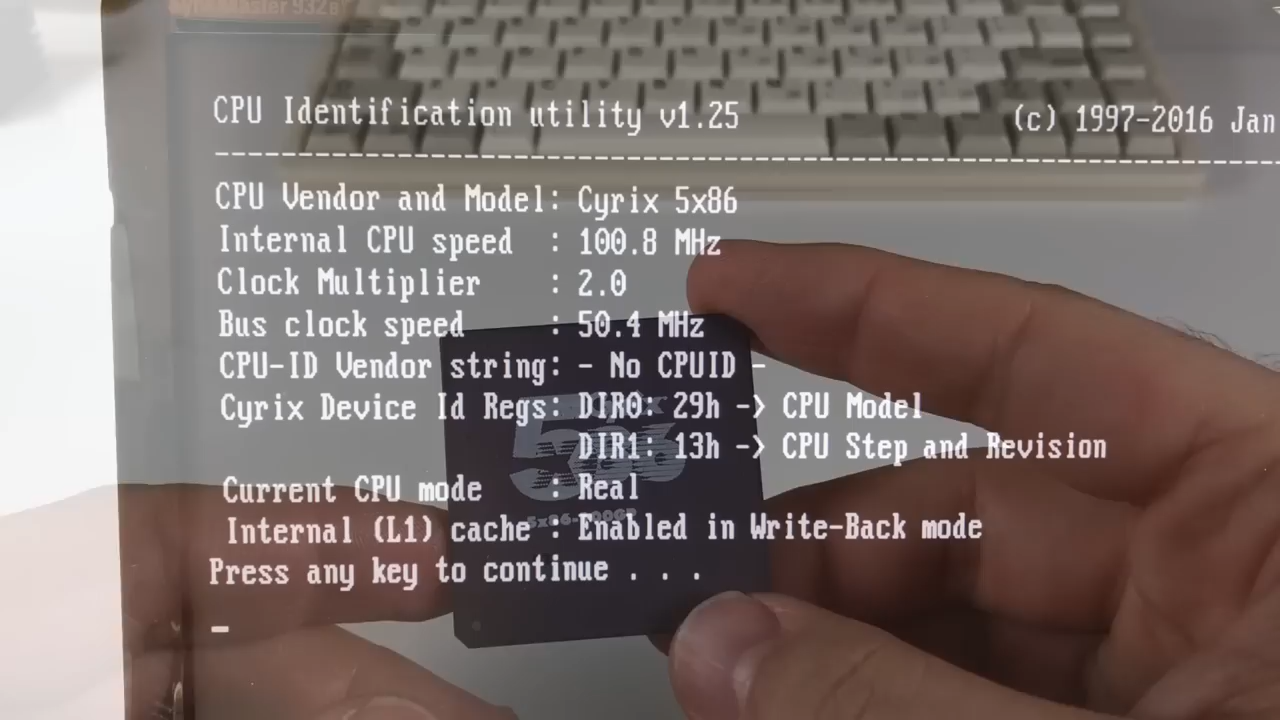 Master 932
CPU Identification utility v1.25 (c) 1997-2016 Jan
--------------------------------------------------------------------
CPU Vendor and Model: Cyrix 5x86
Internal CPU speed : 100.8 MHz
Clock Multiplier : 2.0
Bus clock speed : 50.4 MHz
CPU-ID Vendor string: - No CPUID -
Cyrix Device Id Regs: DIR0: 29h -> CPU Model
DIR1: 13h -> CPU Step and Revision
Current CPU mode : Real
Internal (L1) cache : Enabled in Write-Back mode
Press any key to continue . . .
5x86